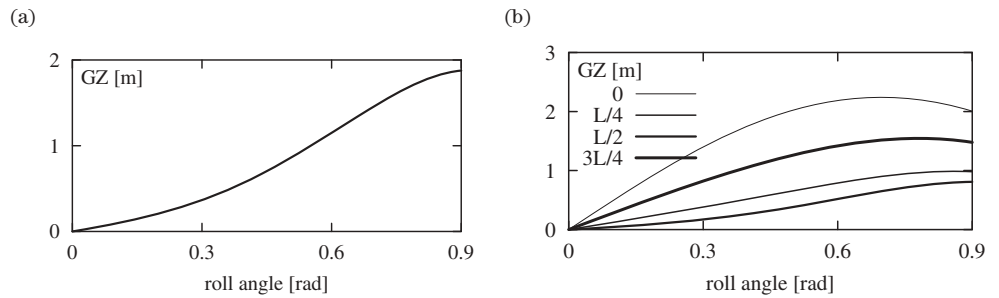 (a)
2
GZ [m]
1
0
0 0.3 0.6 0.9
roll angle [rad]
(b)
3
GZ [m]
0
2
L/4
L/2
3L/4
1
0
0 0.3 0.6 0.9
roll angle [rad]